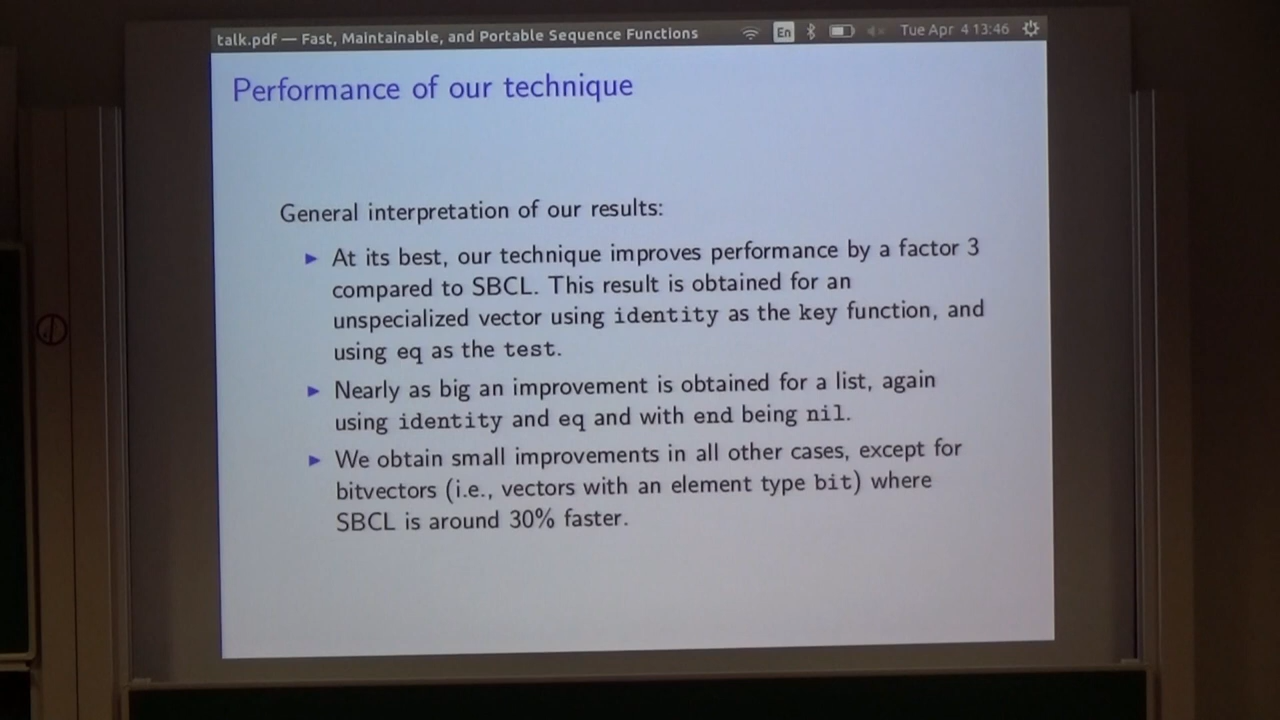 talk.pdf — Fast, Maintainable, and Portable Sequence Functions
En
Tue Apr 4 13:46
Performance of our technique
General interpretation of our results:
► At its best, our technique improves performance by a factor 3
compared to SBCL. This result is obtained for an
unspecialized vector using identity as the key function, and
using eq as the test.
► Nearly as big an improvement is obtained for a list, again
using identity and eq and with end being nil.
► We obtain small improvements in all other cases, except for
bitvectors (i.e., vectors with an element type bit) where
SBCL is around 30% faster.